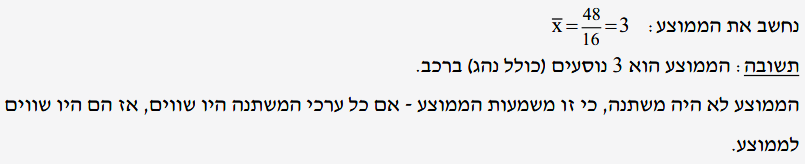 נחשב את הממוצע: x̅ = 48/16 = 3
תשובה: הממוצע הוא 3 נוסעים (כולל נהג) ברכב.
הממוצע לא היה משתנה, כי זו משמעות הממוצע - אם כל ערכי המשתנה היו שווים, אז הם היו שווים
לממוצע.